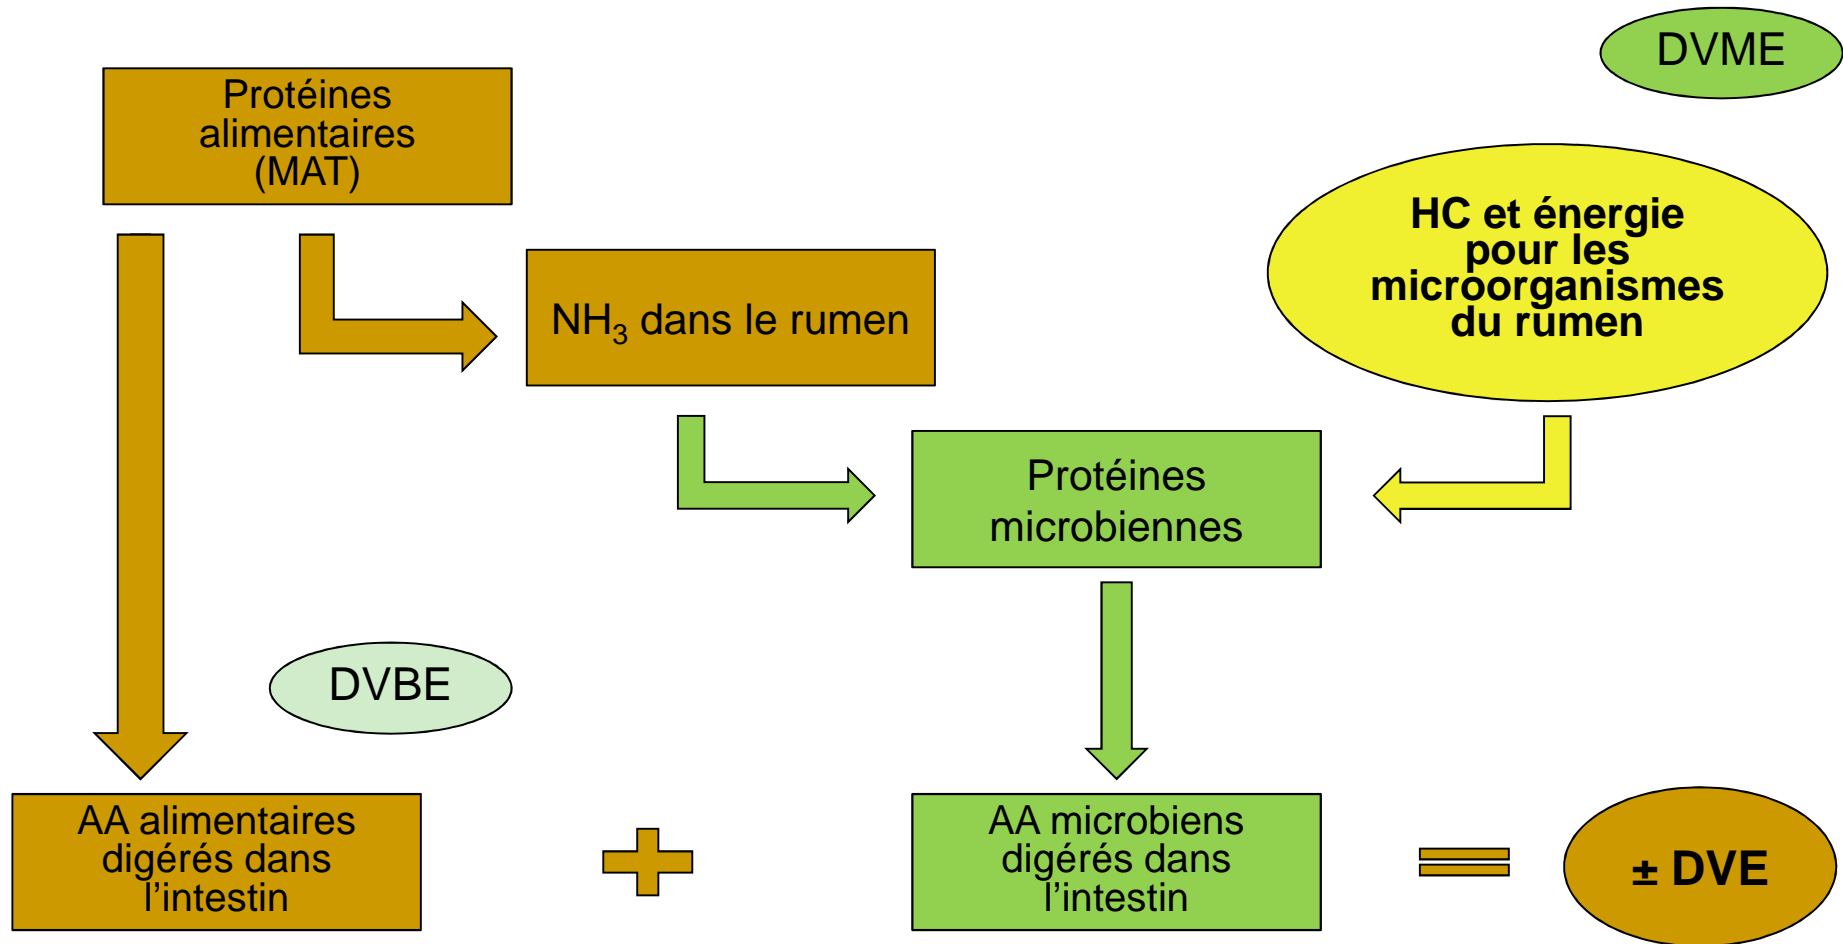 DVME
Protéines
alimentaires
(MAT)
HC et énergie
pour les
microorganismes
du rumen
NH₃ dans le rumen
Protéines
microbiennes
DVBE
AA alimentaires
digérés dans
l'intestin
AA microbiens
digérés dans
l'intestin
± DVE